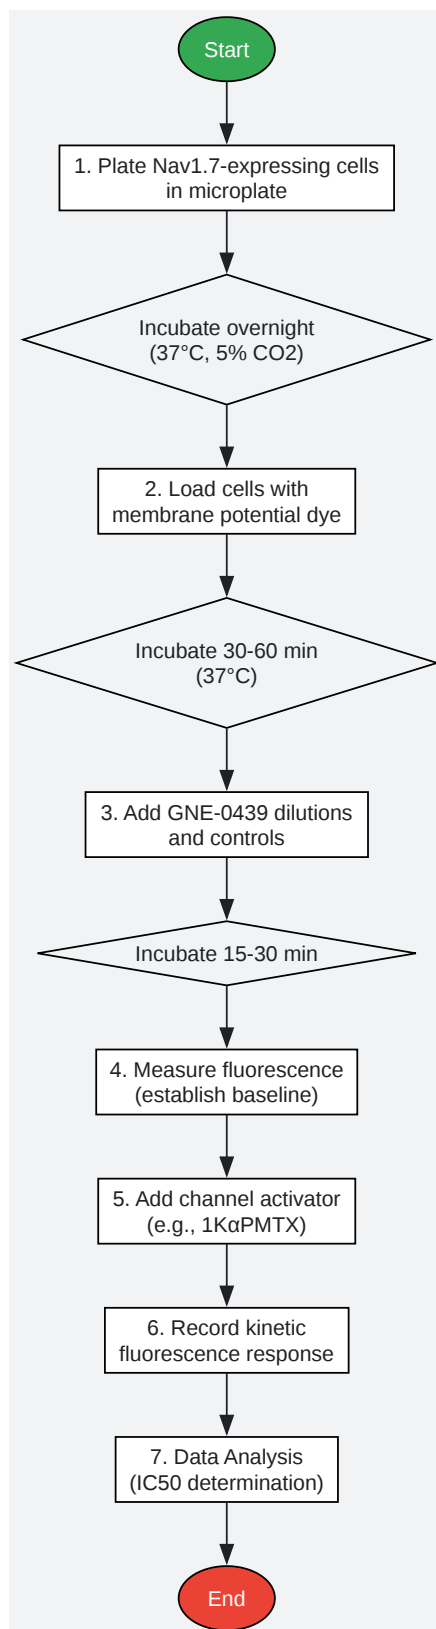 Start
1. Plate Nav1.7-expressing cells
in microplate
Incubate overnight
(37°C, 5% CO2)
2. Load cells with
membrane potential dye
Incubate 30-60 min
(37°C)
3. Add GNE-0439 dilutions
and controls
Incubate 15-30 min
4. Measure fluorescence
(establish baseline)
5. Add channel activator
(e.g., 1KαPMTX)
6. Record kinetic
fluorescence response
7. Data Analysis
(IC50 determination)
End